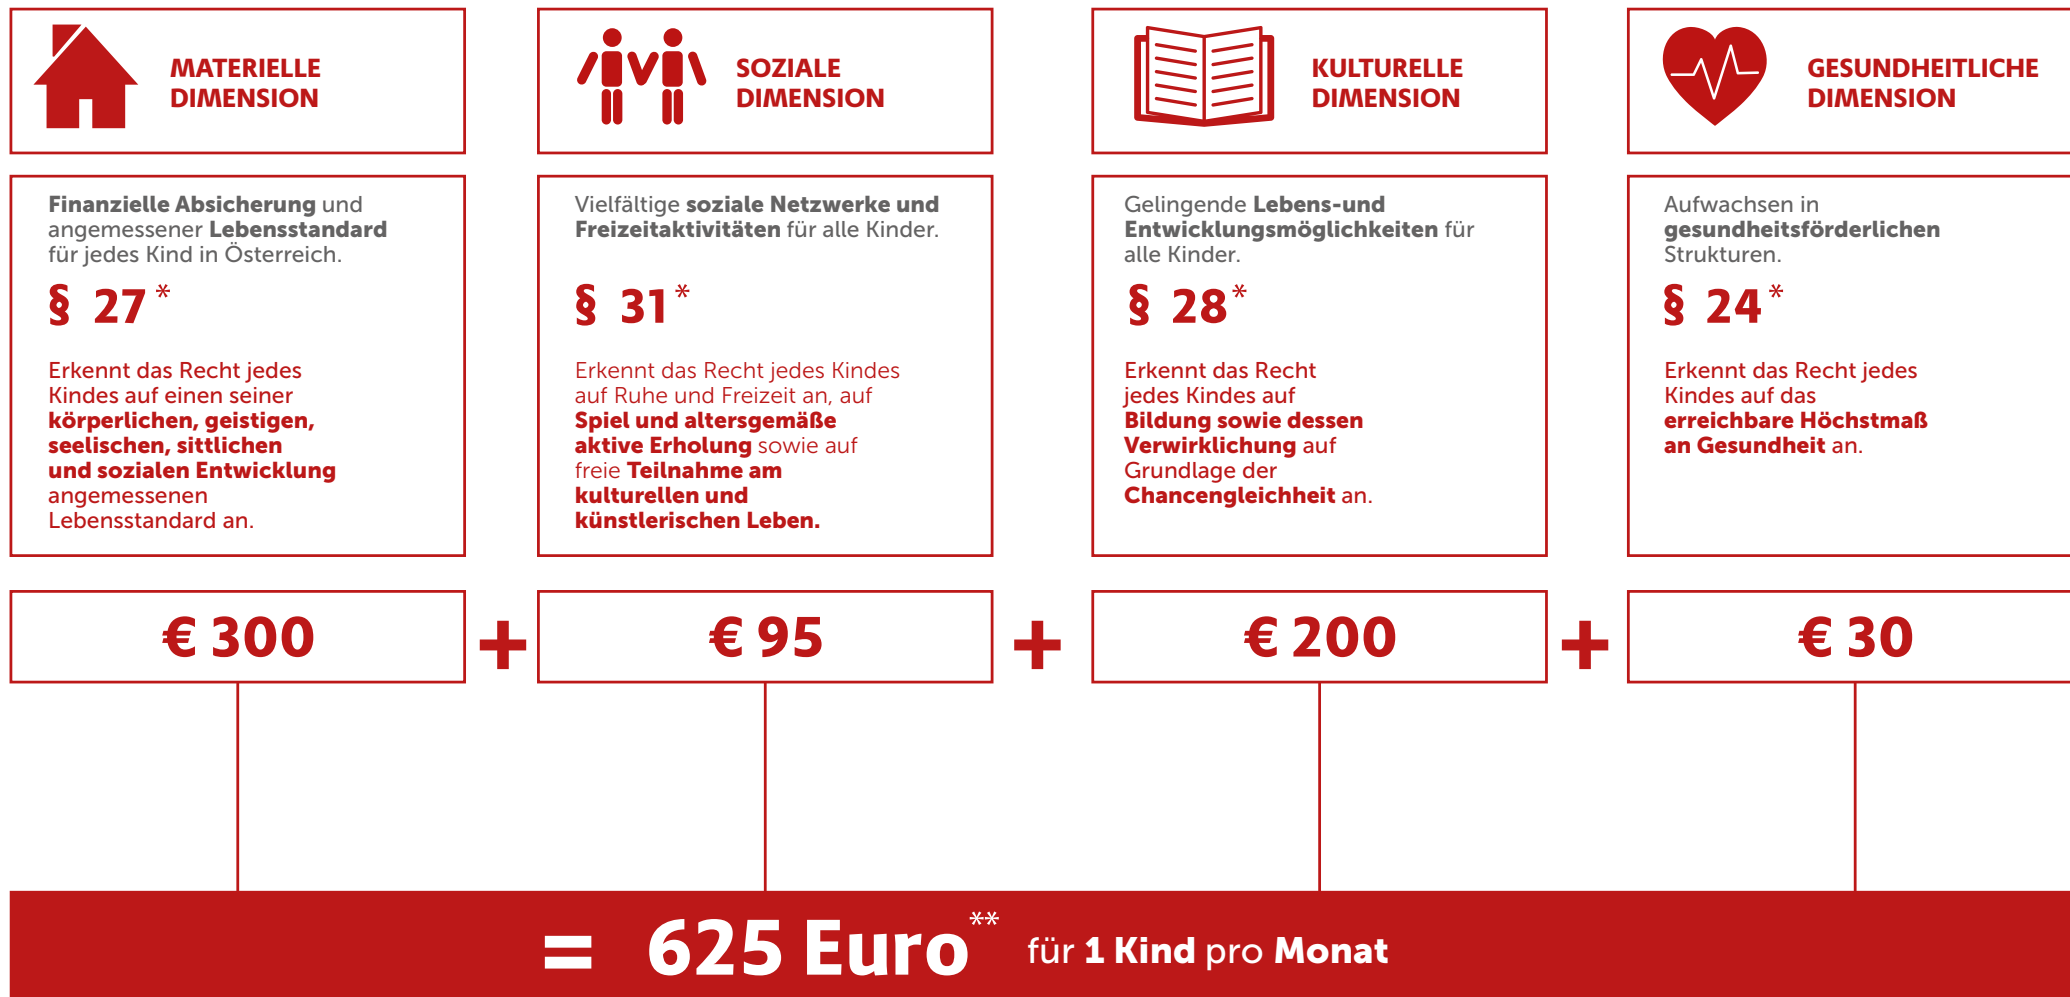 MATERIELLE
DIMENSION
Finanzielle Absicherung und
angemessener Lebensstandard
für jedes Kind in Österreich.
§ 27*
Erkennt das Recht jedes
Kindes auf einen seiner
körperlichen, geistigen,
seelischen, sittlichen
und sozialen Entwicklung
angemessenen
Lebensstandard an.
€ 300
+
SOZIALE
DIMENSION
Vielfältige soziale Netzwerke und
Freizeitaktivitäten für alle Kinder.
§ 31*
Erkennt das Recht jedes Kindes
auf Ruhe und Freizeit an, auf
Spiel und altersgemäße
aktive Erholung sowie auf
freie Teilnahme am
kulturellen und
künstlerischen Leben.
€ 95
+
KULTURELLE
DIMENSION
Gelingende Lebens-und
Entwicklungsmöglichkeiten für
alle Kinder.
§ 28*
Erkennt das Recht
jedes Kindes auf
Bildung sowie dessen
Verwirklichung auf
Grundlage der
Chancengleichheit an.
€ 200
+
GESUNDHEITLICHE
DIMENSION
Aufwachsen in
gesundheitsförderlichen
Strukturen.
§ 24*
Erkennt das Recht jedes
Kindes auf das
erreichbare Höchstmaß
an Gesundheit an.
€ 30
= 625 Euro** für 1 Kind pro Monat